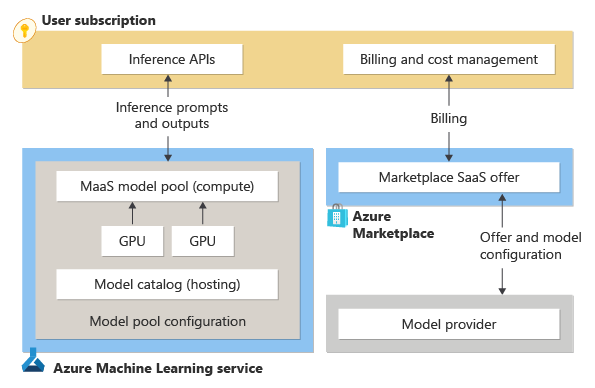 User subscription
Inference APIs
Billing and cost management
Inference prompts
and outputs
Billing
MaaS model pool (compute)
GPU
GPU
Model catalog (hosting)
Model pool configuration
Azure Machine Learning service
Marketplace SaaS offer
Azure
Marketplace
Offer and model
configuration
Model provider